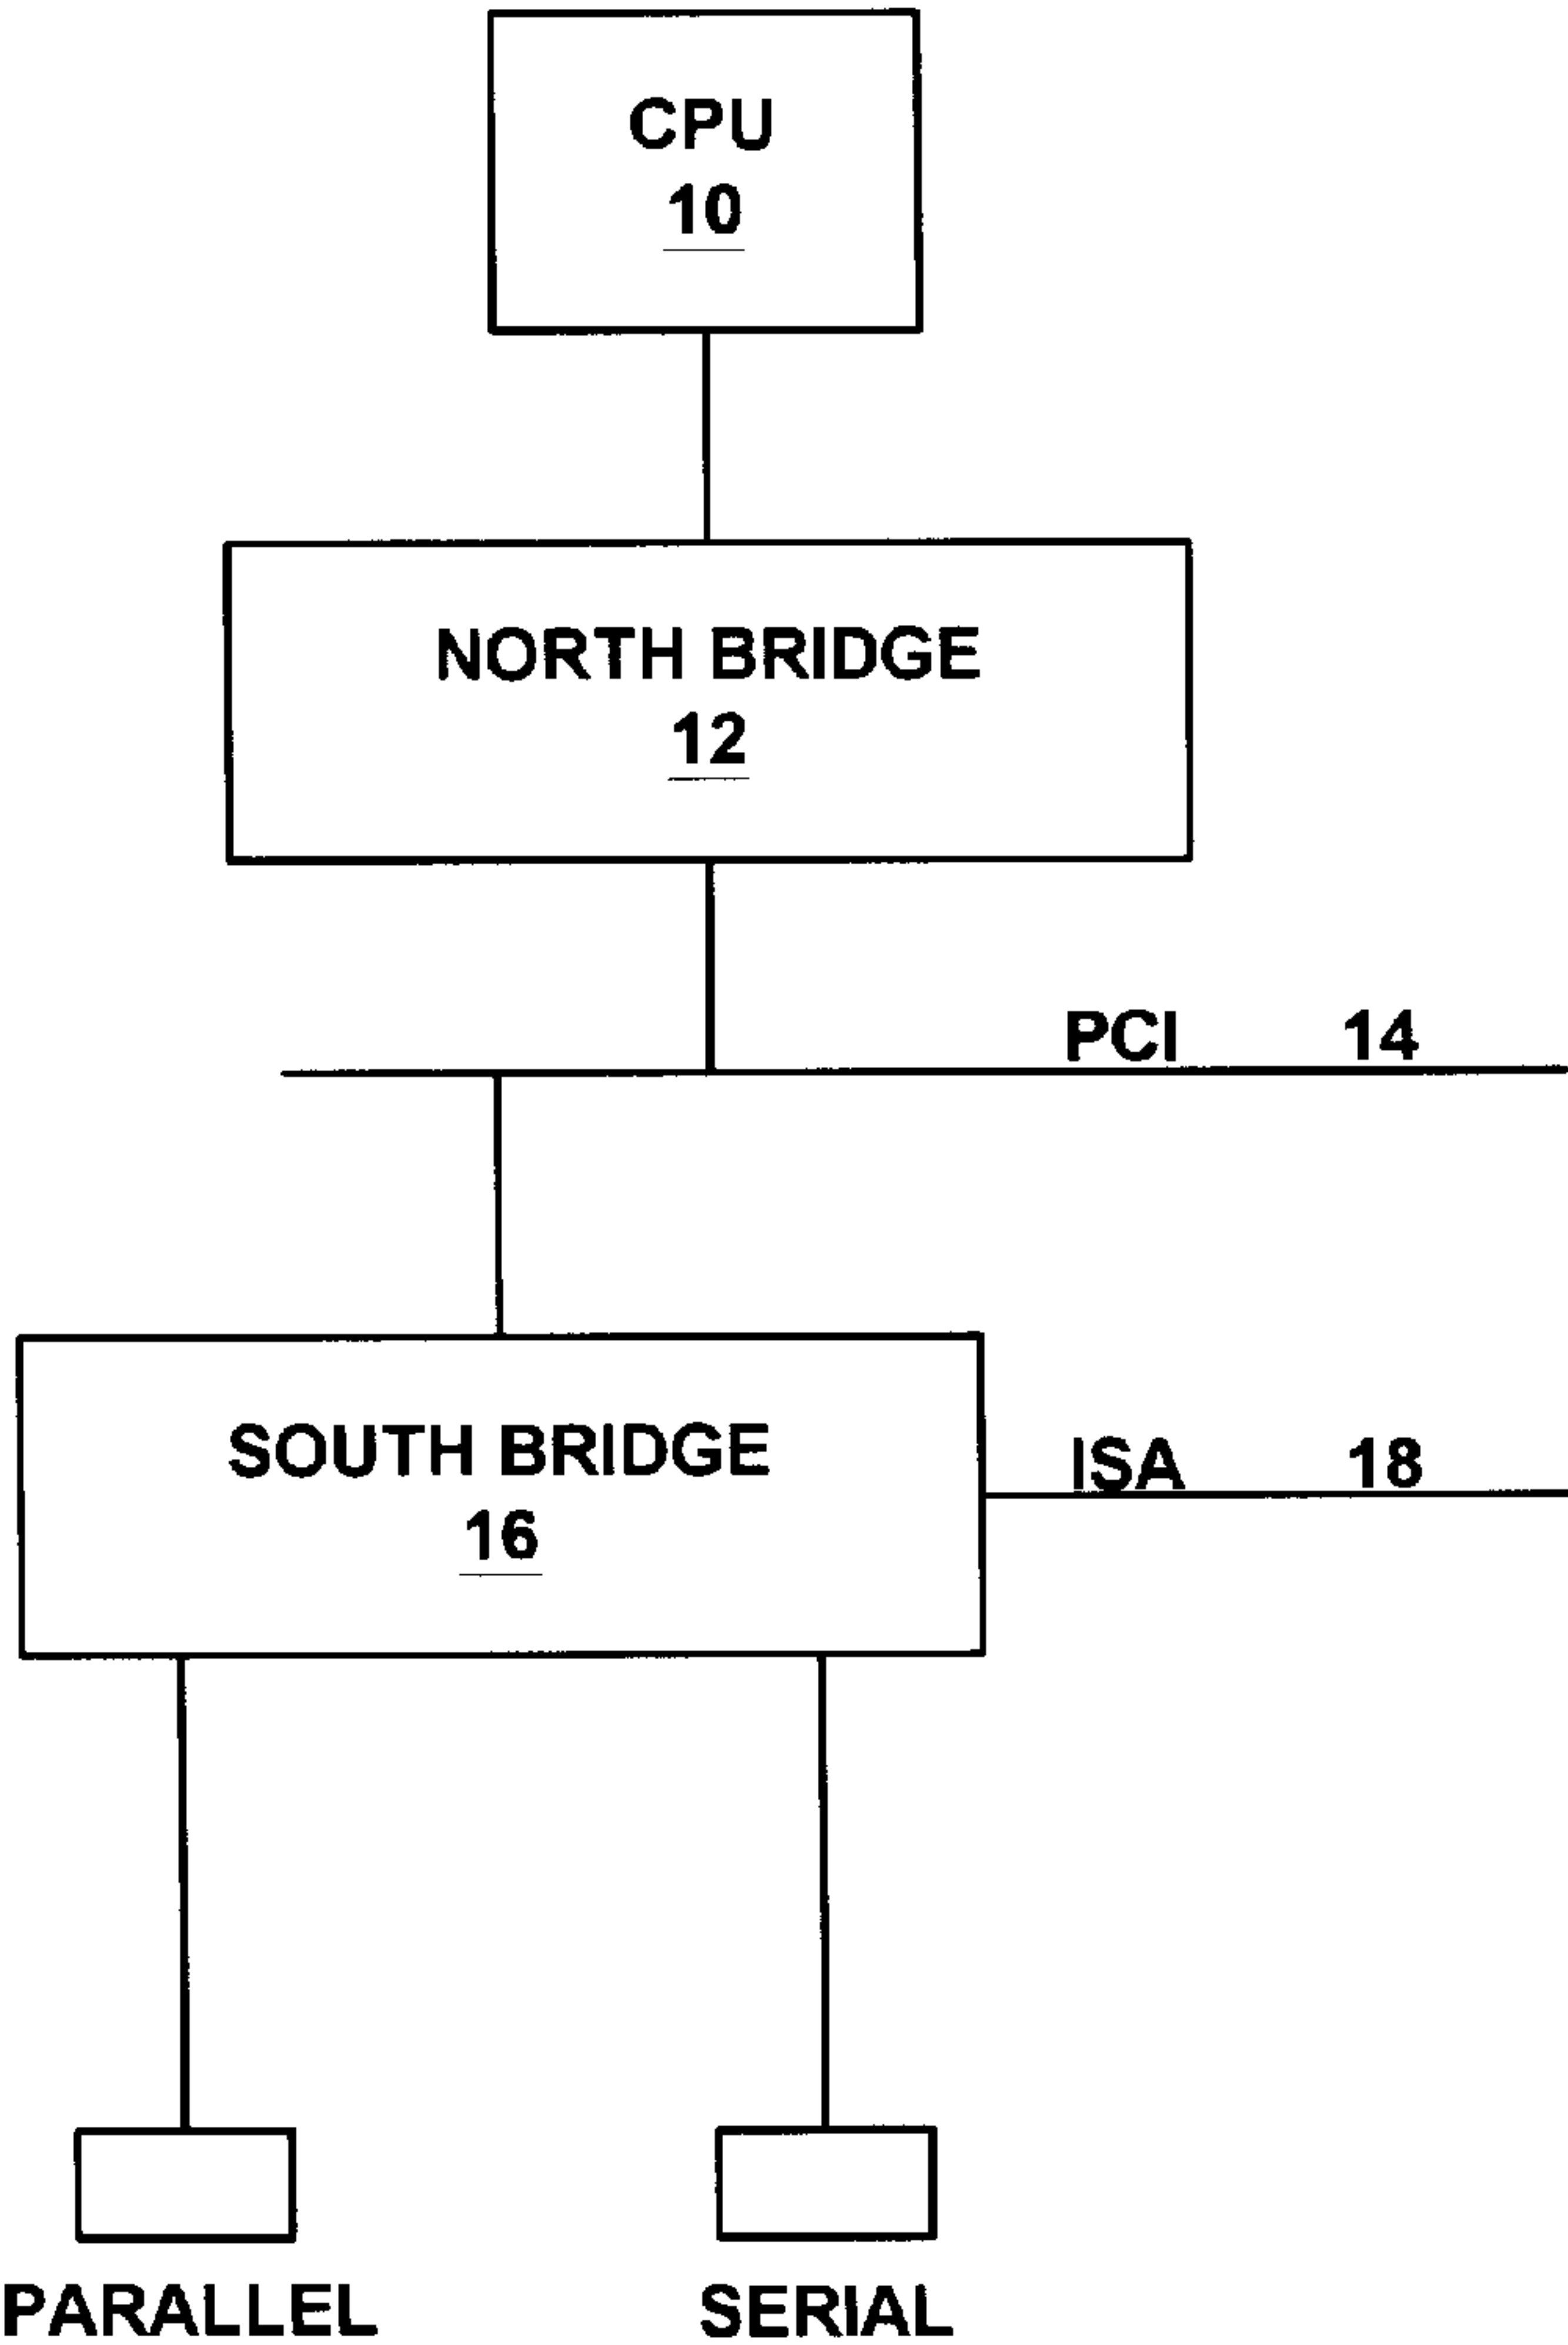 CPU
10
NORTH BRIDGE
12
PCI 14
SOUTH BRIDGE
16
ISA 18
PARALLEL
SERIAL